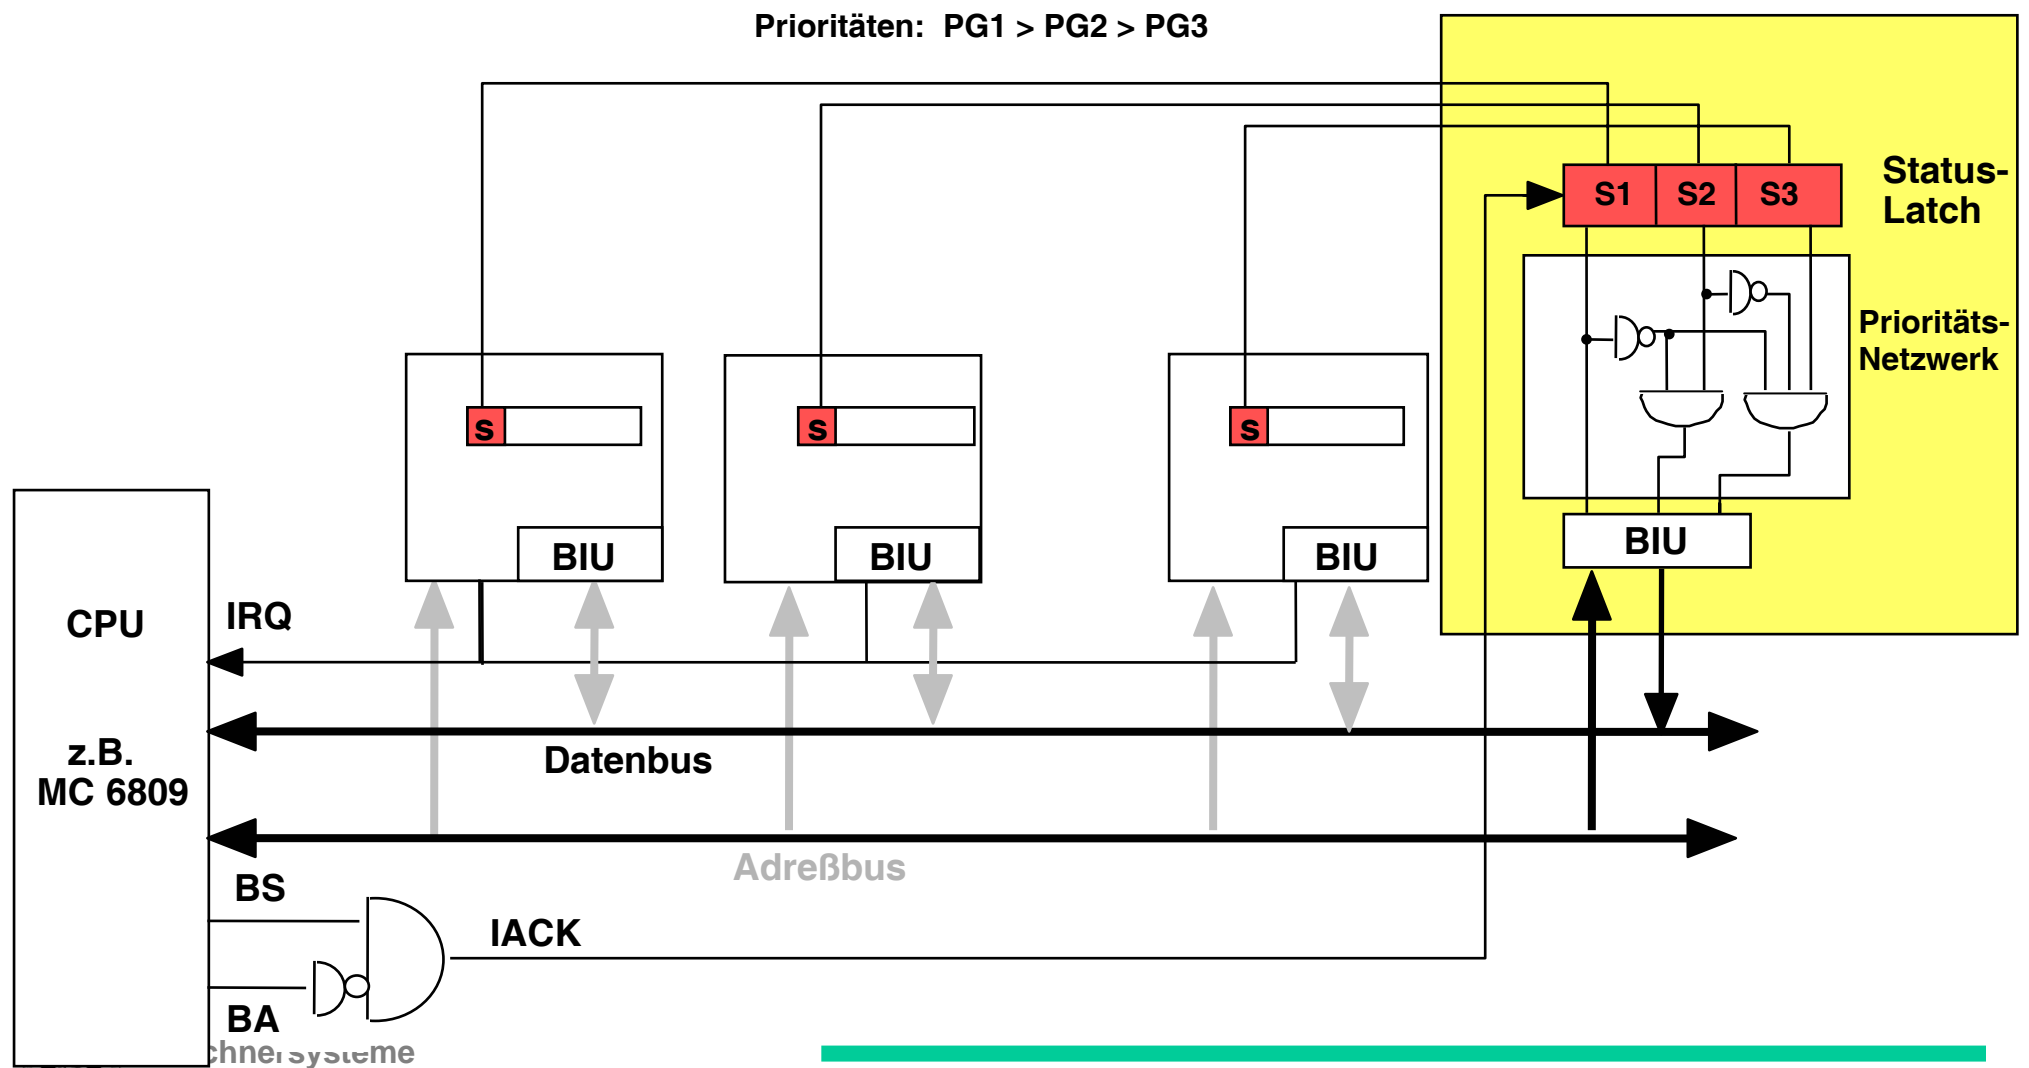 Prioritäten: PG1 > PG2 > PG3
S1 S2 S3
Status-
Latch
Prioritäts-
Netzwerk
s
s
s
BIU
BIU
BIU
BIU
CPU
z.B.
MC 6809
IRQ
Datenbus
Adreßbus
BS
IACK
BA
chnersysteme